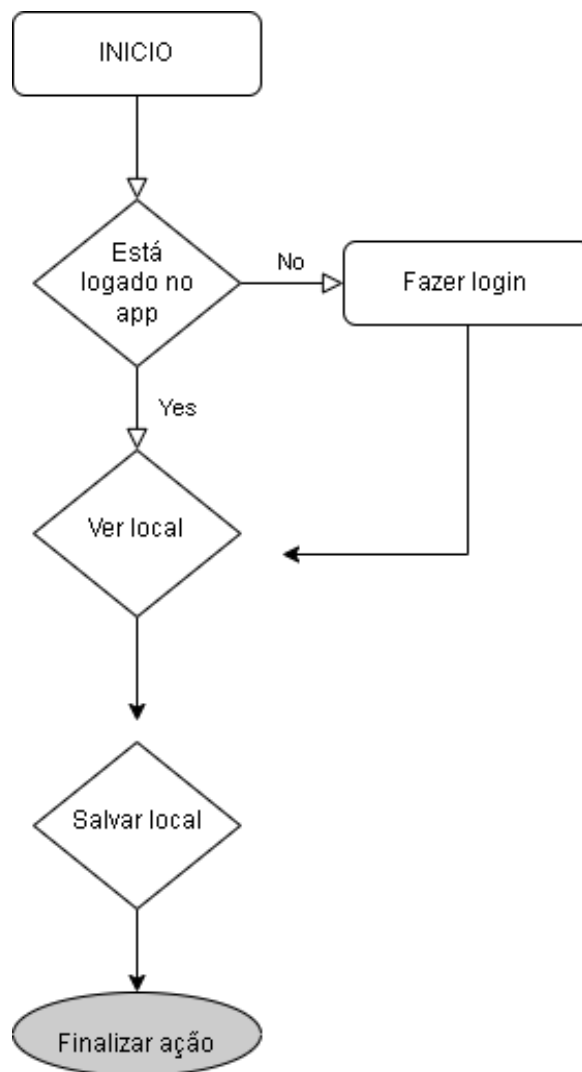 INICIO
Está
logado no
app
No
Fazer login
Yes
Ver local
Salvar local
Finalizar ação